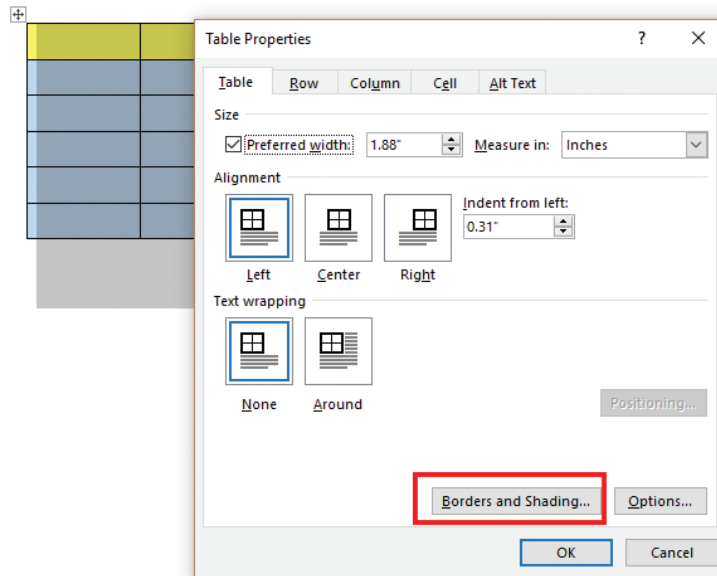 Table Properties ?
Table Row Column Cell Alt Text
Size
Preferred width: 1.88" Measure in: Inches
Alignment
Indent from left:
0.31"
Left Center Right
Text wrapping
None Around
Positioning...
Borders and Shading... Options...
OK Cancel